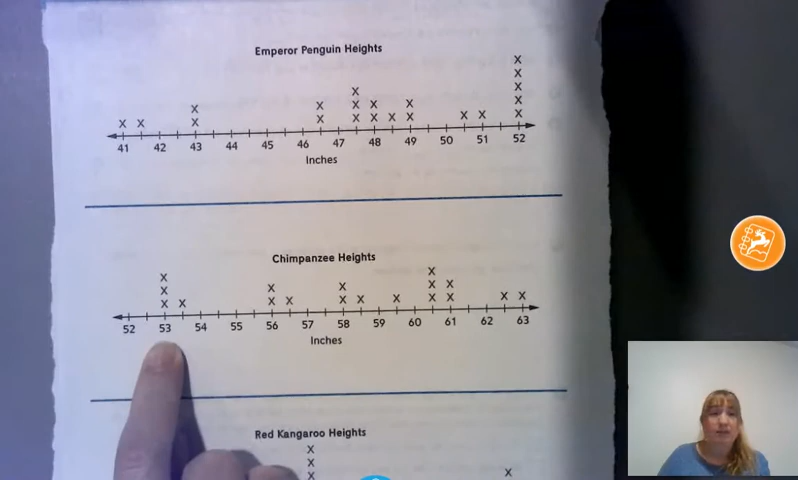 Emperor Penguin Heights
X
X
X X
X X X X X X
X X X X X X X X X X X
41 42 43 44 45 46 47 48 49 50 51 52
Inches
Chimpanzee Heights
X X
X X X X X
X X X X X X X X X X X
52 53 54 55 56 57 58 59 60 61 62 63
Inches
Red Kangaroo Heights
X
X
X X